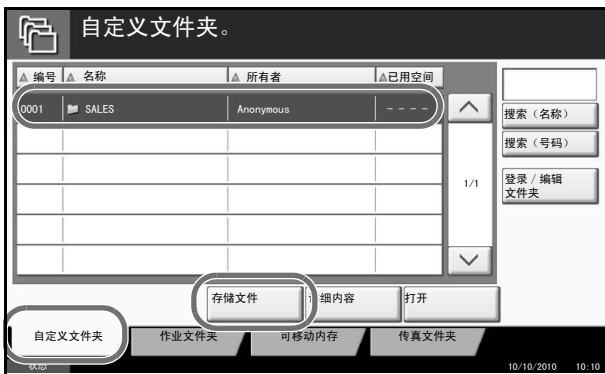 自定义文件夹。
编号 名称 所有者 已用空间
0001 SALES Anonymous - - - -
搜索（名称）
搜索（号码）
1/1
登录 / 编辑
文件夹
存储文件 细内容 打开
自定义文件夹 作业文件夹 可移动内存 传真文件夹
状态 10/10/2010 10:10